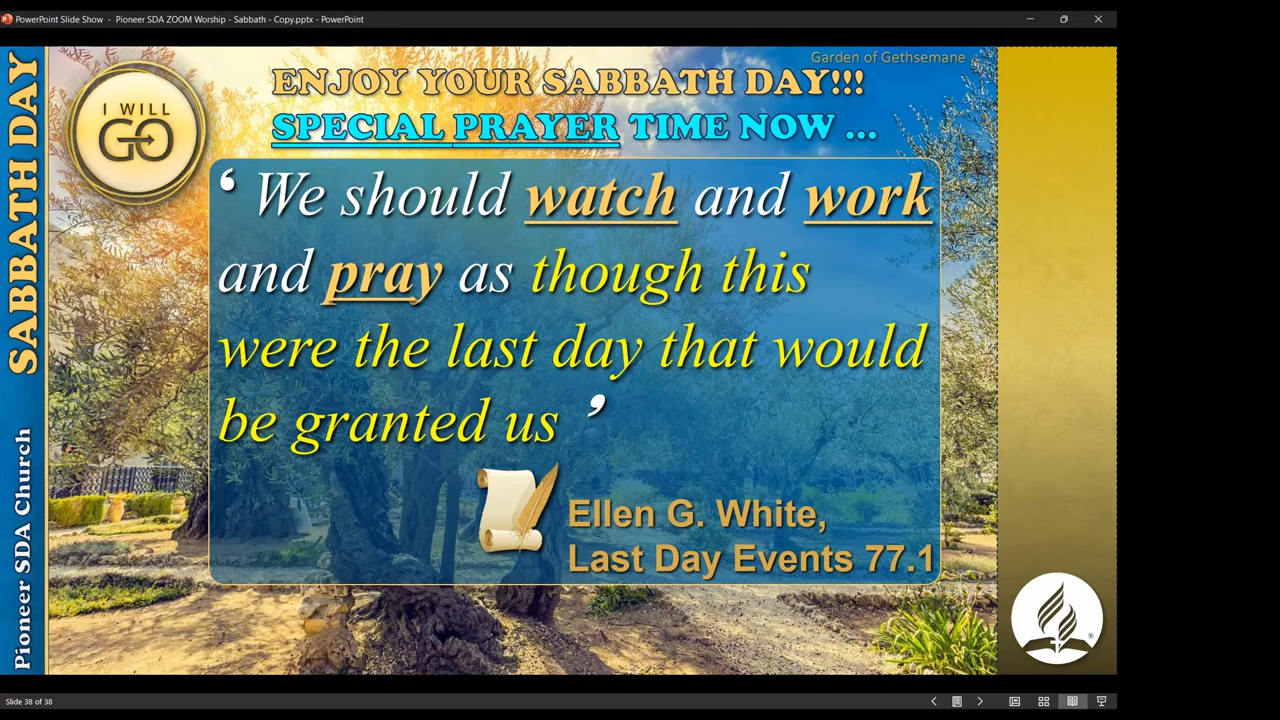 PowerPoint Slide Show - Pioneer SDA ZOOM Worship - Sabbath - Copy.pptx - PowerPoint
Garden of Gethsemane
ENJOY YOUR SABBATH DAY!!!
SPECIAL PRAYER TIME NOW ...
I WILL
GO
SABBATH DAY
Pioneer SDA Church
‘ We should watch and work
and pray as though this
were the last day that would
be granted us ’
Ellen G. White,
Last Day Events 77.1
®
Slide 38 of 38